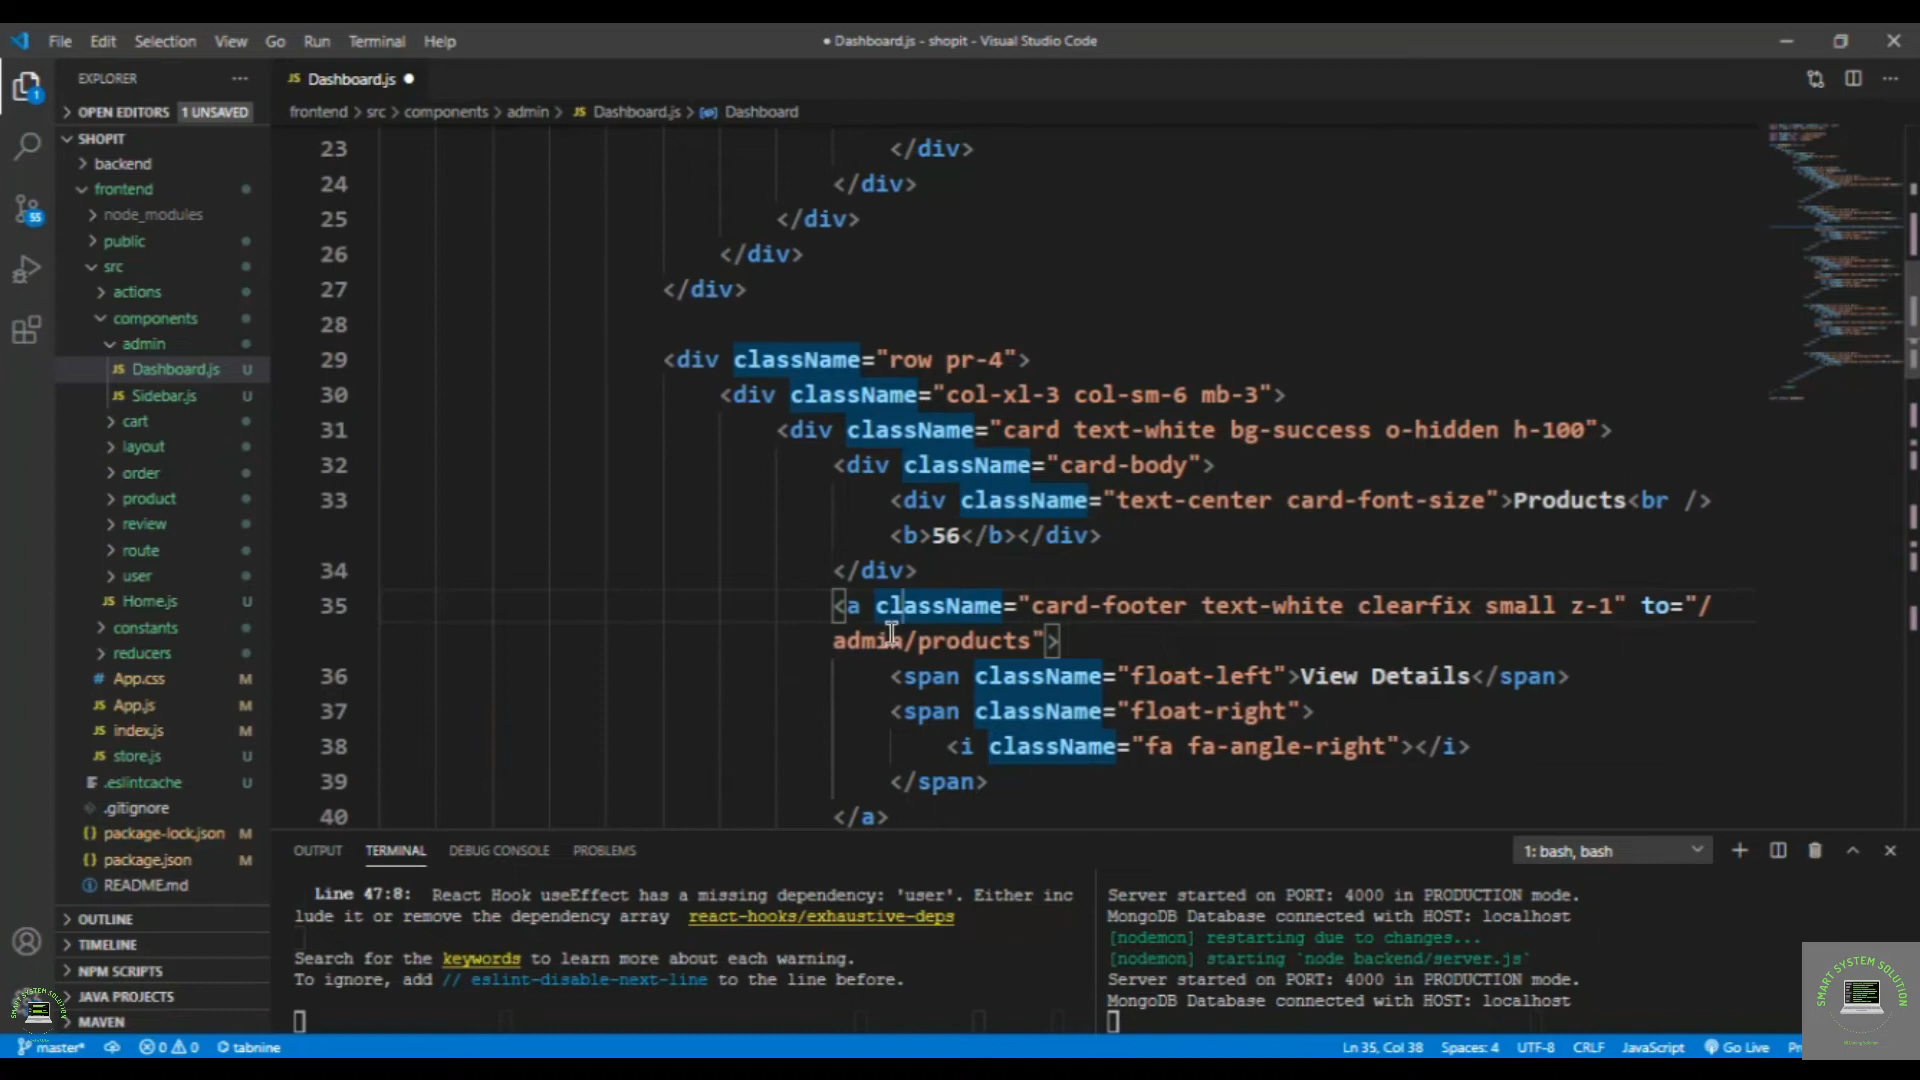 File Edit Selection View Go Run Terminal Help
● Dashboard.js - shopit - Visual Studio Code
EXPLORER
JS Dashboard.js ●
OPEN EDITORS 1 UNSAVED
frontend > src > components > admin > JS Dashboard.js > Dashboard
SHOPIT
backend
frontend
node_modules
public
src
actions
components
admin
JS Dashboard.js U
JS Sidebar.js U
cart
layout
order
product
review
route
user
JS Home.js U
constants
reducers
# App.css M
JS App.js M
JS index.js M
JS store.js U
.eslintcache U
.gitignore
{} package-lock.json M
{} package.json M
README.md
OUTLINE
TIMELINE
NPM SCRIPTS
JAVA PROJECTS
MAVEN
1
55
23 </div>
24 </div>
25 </div>
26 </div>
27 </div>
28
29 <div className="row pr-4">
30 <div className="col-xl-3 col-sm-6 mb-3">
31 <div className="card text-white bg-success o-hidden h-100">
32 <div className="card-body">
33 <div className="text-center card-font-size">Products<br />
<b>56</b></div>
34 </div>
35 <a className="card-footer text-white clearfix small z-1" to="/
admin/products">
36 <span className="float-left">View Details</span>
37 <span className="float-right">
38 <i className="fa fa-angle-right"></i>
39 </span>
40 </a>
OUTPUT TERMINAL DEBUG CONSOLE PROBLEMS
1: bash, bash
Line 47:8: React Hook useEffect has a missing dependency: 'user'. Either inc
lude it or remove the dependency array react-hooks/exhaustive-deps
Search for the keywords to learn more about each warning.
To ignore, add // eslint-disable-next-line to the line before.
Server started on PORT: 4000 in PRODUCTION mode.
MongoDB Database connected with HOST: localhost
[nodemon] restarting due to changes...
[nodemon] starting `node backend/server.js`
Server started on PORT: 4000 in PRODUCTION mode.
MongoDB Database connected with HOST: localhost
SMART SYSTEM SOLUTION
SMART SYSTEM SOLUTION
master* 0 0 tabnine
Ln 35, Col 38 Spaces: 4 UTF-8 CRLF JavaScript Go Live